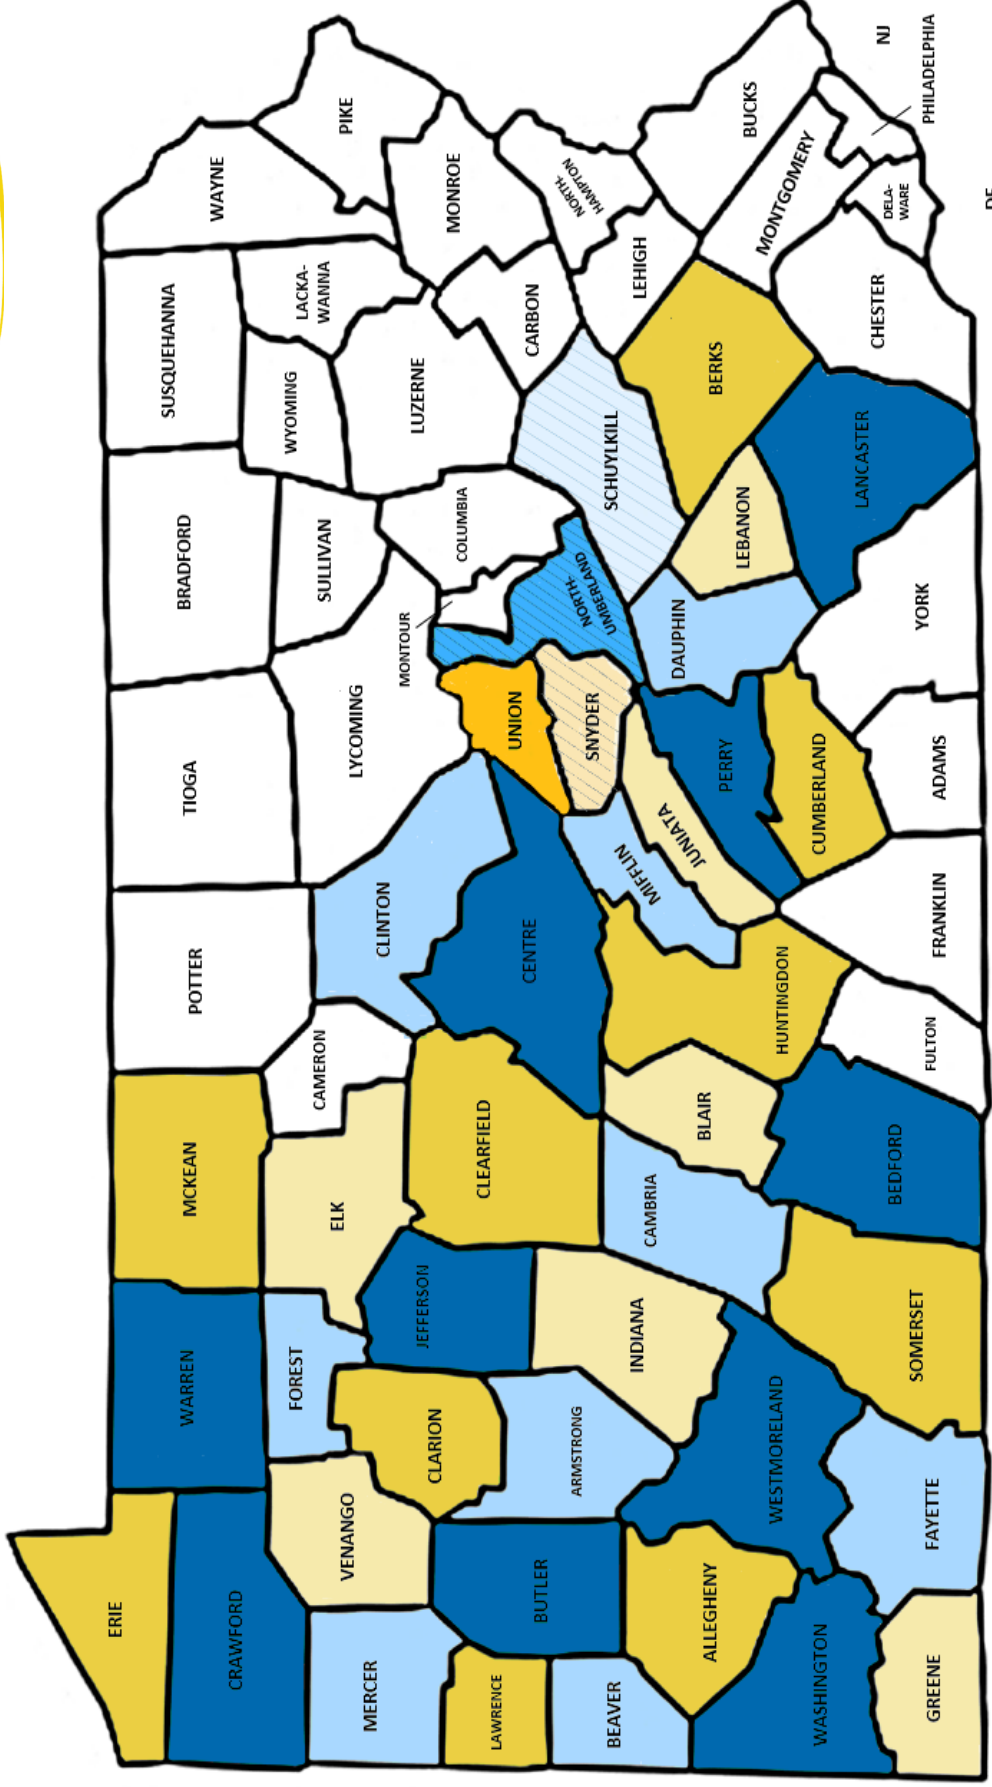 ERIE
CRAWFORD
WARREN
MCKEAN
POTTER
TIOGA
BRADFORD
SUSQUEHANNA
WAYNE
PIKE
MERCER
VENANGO
FOREST
ELK
CAMERON
CLINTON
LYCOMING
SULLIVAN
WYOMING
LACKA-
WANNA
LAWRENCE
BUTLER
CLARION
JEFFERSON
CLEARFIELD
CENTRE
UNION
MONTOUR
COLUMBIA
LUZERNE
MONROE
CARBON
BEAVER
ARMSTRONG
INDIANA
CAMBRIA
BLAIR
HUNTINGDON
MIFFLIN
JUNIATA
SNYDER
NORTH-
UMBERLAND
SCHUYLKILL
LEHIGH
NORTH-
HAMPTON
ALLEGHENY
WESTMORELAND
PERRY
DAUPHIN
LEBANON
BERKS
MONTGOMERY
BUCKS
WASHINGTON
GREENE
FAYETTE
SOMERSET
BEDFORD
FULTON
FRANKLIN
CUMBERLAND
ADAMS
YORK
LANCASTER
CHESTER
DELA-
WARE
PHILADELPHIA
NJ
DE